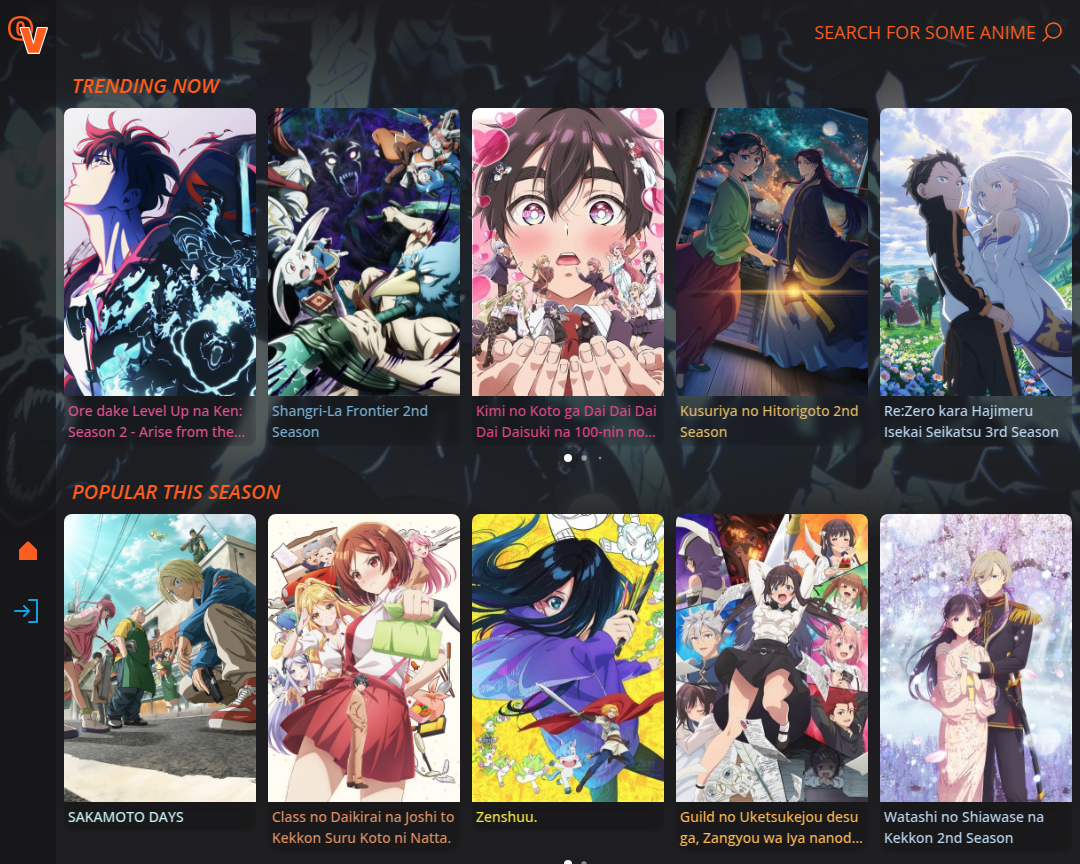 OV
SEARCH FOR SOME ANIME
TRENDING NOW
Ore dake Level Up na Ken:
Season 2 - Arise from the...
Shangri-La Frontier 2nd
Season
Kimi no Koto ga Dai Dai Dai
Dai Daisuki na 100-nin no...
Kusuriya no Hitorigoto 2nd
Season
Re:Zero kara Hajimeru
Isekai Seikatsu 3rd Season
POPULAR THIS SEASON
SAKAMOTO DAYS
Class no Daikirai na Joshi to
Kekkon Suru Koto ni Natta.
Zenshuu.
Guild no Uketsukejou desu
ga, Zangyou wa Iya nanod...
Watashi no Shiawase na
Kekkon 2nd Season